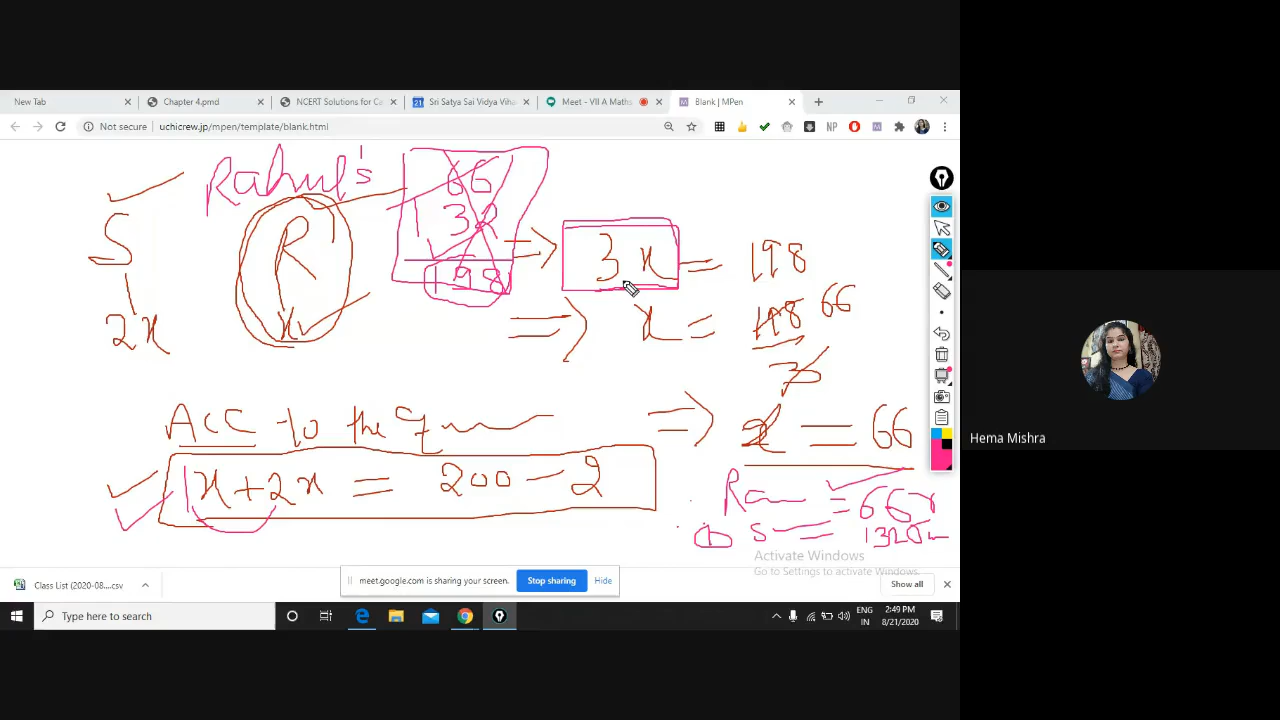 New Tab
Chapter 4.pmd
NCERT Solutions for Ca
Sri Satya Sai Vidya Viha
Meet - VII A Maths
Blank | MPen
Not secure | uchicrew.jp/mpen/template/blank.html
NP
Rahul's
66
132
198
S
R
⇒ 3x = 198
2x
x
⇒ x = 198 66
3
Acc to the q
⇒ x = 66
1x + 2x = 200 - 2
= 66
S = 132
Activate Windows
Go to Settings to activate Windows.
Hema Mishra
Class List (2020-08....csv
meet.google.com is sharing your screen.
Stop sharing
Hide
Show all
Type here to search
ENG
IN
2:49 PM
8/21/2020